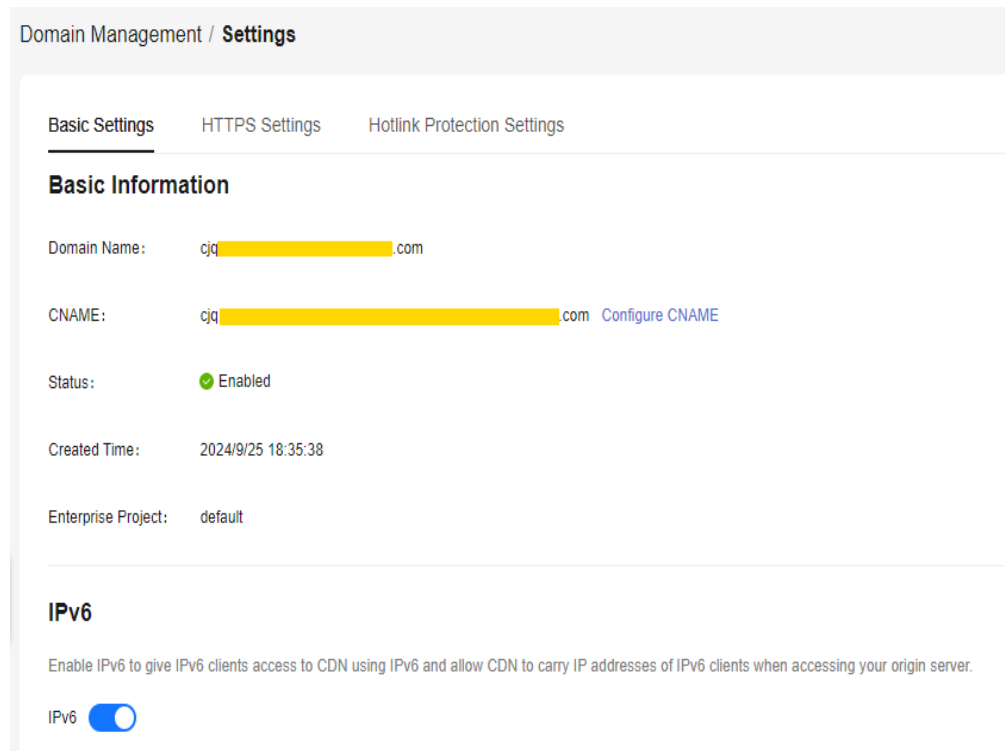 Domain Management / Settings
Basic Settings HTTPS Settings Hotlink Protection Settings
Basic Information
Domain Name: cjq .com
CNAME: cjq .com Configure CNAME
Status: Enabled
Created Time: 2024/9/25 18:35:38
Enterprise Project: default
IPv6
Enable IPv6 to give IPv6 clients access to CDN using IPv6 and allow CDN to carry IP addresses of IPv6 clients when accessing your origin server.
IPv6